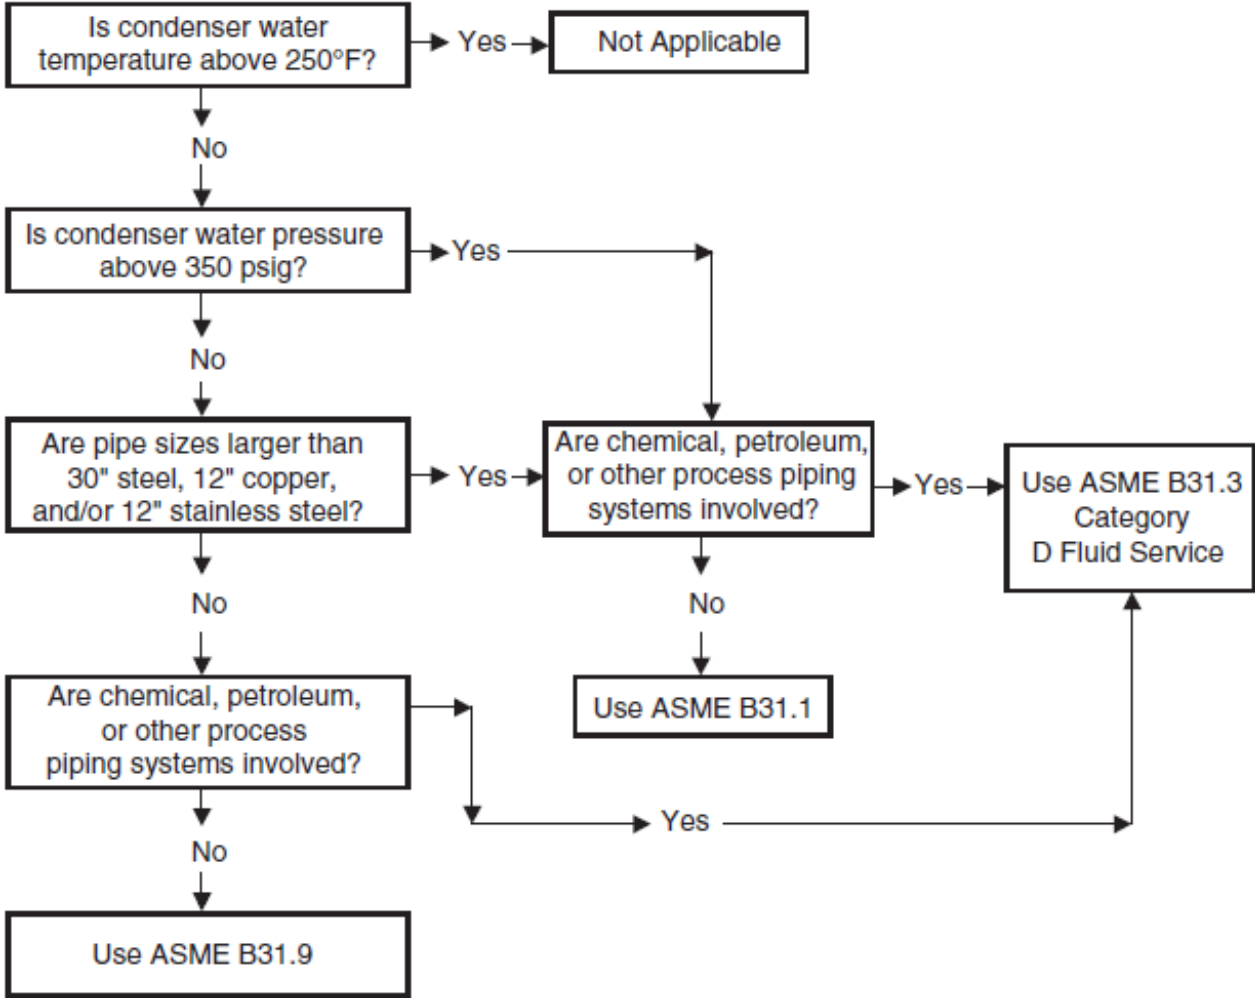 Is condenser water
temperature above 250°F?
Yes
Not Applicable
No
Is condenser water pressure
above 350 psig?
Yes
No
Are pipe sizes larger than
30" steel, 12" copper,
and/or 12" stainless steel?
Yes
Are chemical, petroleum,
or other process piping
systems involved?
Yes
Use ASME B31.3
Category
D Fluid Service
No
No
Are chemical, petroleum,
or other process
piping systems involved?
Use ASME B31.1
Yes
No
Use ASME B31.9